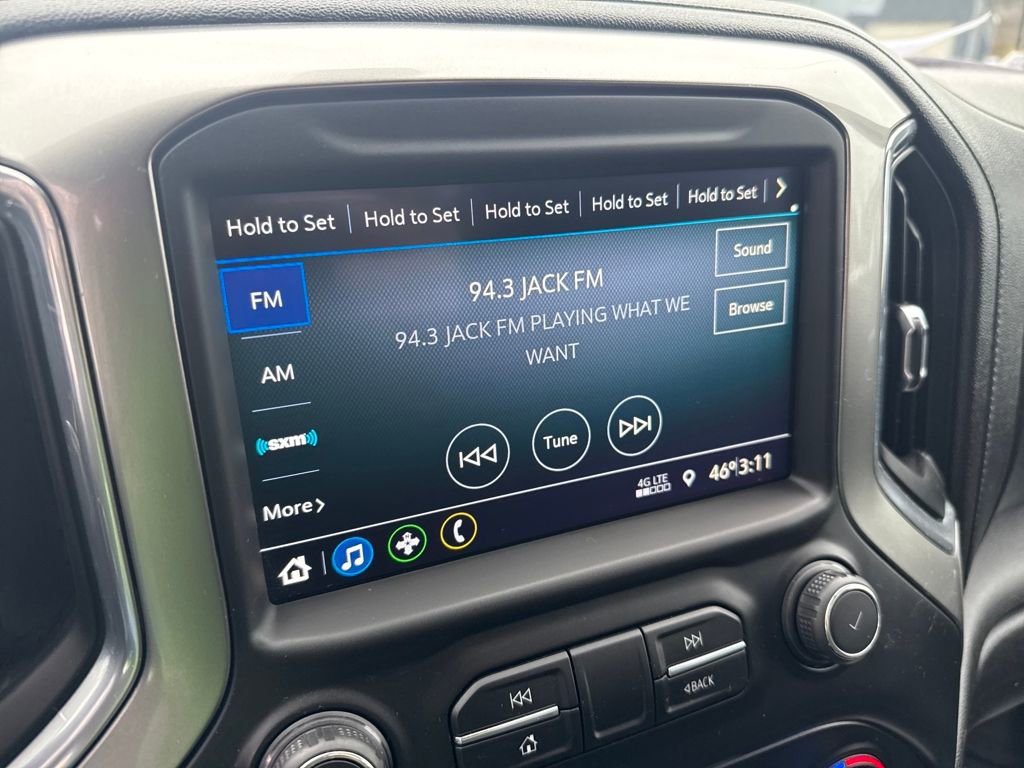 Hold to Set Hold to Set Hold to Set Hold to Set Hold to Set
FM
94.3 JACK FM
Sound
94.3 JACK FM PLAYING WHAT WE
WANT
Browse
AM
sxm
Tune
More
4G LTE
46° 3:11
BACK